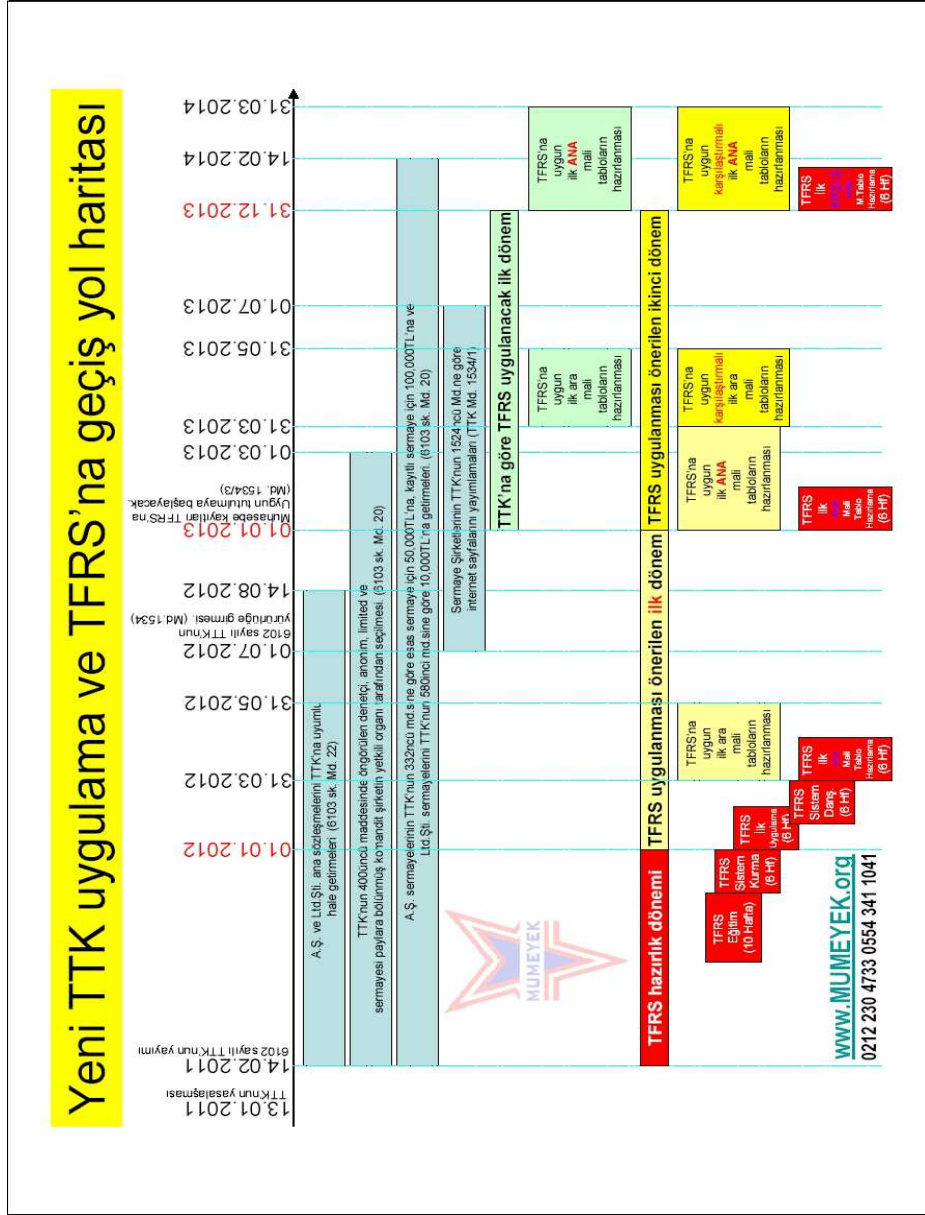 Yeni TTK uygulama ve TFRS’na geçiş yol haritası
13.01.2011
TTK'nun yasalaşması
14.02.2011
6102 sayılı TTK'nun yayımı
01.01.2012
31.03.2012
31.05.2012
01.07.2012
6102 sayılı TTK'nun
yürürlüğe girmesi. (Md.1534)
14.08.2012
01.01.2013
Muhasebe kayıtları TFRS'na
Uygun tutulmaya başlayacak.
(Md. 1534/3)
01.03.2013
31.03.2013
31.05.2013
01.07.2013
31.12.2013
14.02.2014
31.03.2014
A.Ş. ve Ltd.Şti. ana sözleşmelerini TTK'na uyumlu
hale getirmeleri (6103 sk. Md. 22)
TTK'nun 400üncü maddesinde öngörülen denetçi, anonim, limited ve
sermayesi paylara bölünmüş komandit şirketin yetkili organı tarafından seçilmesi. (6103 sk. Md. 20)
A.Ş. sermayelerinin TTK'nun 332ncü md.sine göre esas sermaye için 50,000TL'na, kayıtlı sermaye için 100,000TL'na ve
Ltd.Şti. sermayelerini TTK'nun 580inci md.sine göre 10,000TL'na getirmeleri. (6103 sk. Md. 20)
Sermaye Şirketlerinin TTK'nun 1524ncü Md.ne göre
internet sayfalarını yayımlamaları (TTK Md. 1534/1)
TTK'na göre TFRS uygulanacak ilk dönem
TFRS'na
uygun
ilk ara
mali
tabloların
hazırlanması
TFRS'na
uygun
ilk ANA
mali
tabloların
hazırlanması
MUMEYEK
TFRS hazırlık dönemi
TFRS uygulanması önerilen ilk dönem
TFRS uygulanması önerilen ikinci dönem
TFRS'na
uygun
ilk ara
mali
tabloların
hazırlanması
TFRS'na
uygun
ilk ANA
mali
tabloların
hazırlanması
TFRS'na
uygun
karşılaştırmalı
ilk ara
mali
tabloların
hazırlanması
TFRS'na
uygun
karşılaştırmalı
ilk ANA
mali
tabloların
hazırlanması
TFRS
Eğitim
(10 Hafta)
TFRS
Sistem
Kurma
(6 Hf)
TFRS
İlk
Uygulama
(6 Hf)
TFRS
Sistem
Danş.
(6 Hf)
TFRS
İlk
Mali
Tablo
Hazırlama
(6 Hf)
TFRS
İlk
Mali
Tablo
Hazırlama
(6 Hf)
TFRS
İlk
M.Tablo
Hazırlama
(6 Hf)
www.MUMEYEK.org
0212 230 4733 0554 341 1041